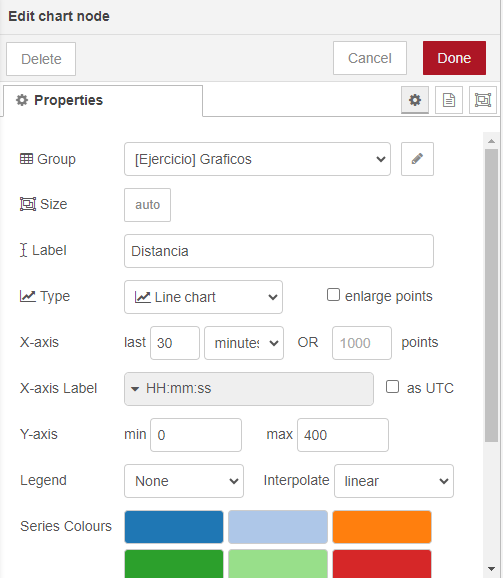 Edit chart node
Delete Cancel Done
Properties
Group [Ejercicio] Graficos
Size auto
Label Distancia
Type Line chart enlarge points
X-axis last 30 minutes OR 1000 points
X-axis Label HH:mm:ss as UTC
Y-axis min 0 max 400
Legend None Interpolate linear
Series Colours